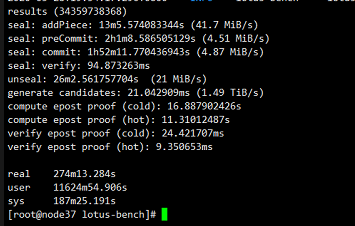 results (34359738368)
seal: addPiece: 13m5.574083344s (41.7 MiB/s)
seal: preCommit: 2h1m8.586505129s (4.51 MiB/s)
seal: commit: 1h52m11.770436943s (4.87 MiB/s)
seal: verify: 94.873263ms
unseal: 26m2.561757704s  (21 MiB/s)
generate candidates: 21.042909ms (1.49 TiB/s)
compute epost proof (cold): 16.887902426s
compute epost proof (hot): 11.31012487s
verify epost proof (cold): 24.421707ms
verify epost proof (hot): 9.350653ms
real    274m13.284s
user    11624m54.906s
sys     187m25.191s
[root@node37 lotus-bench]#